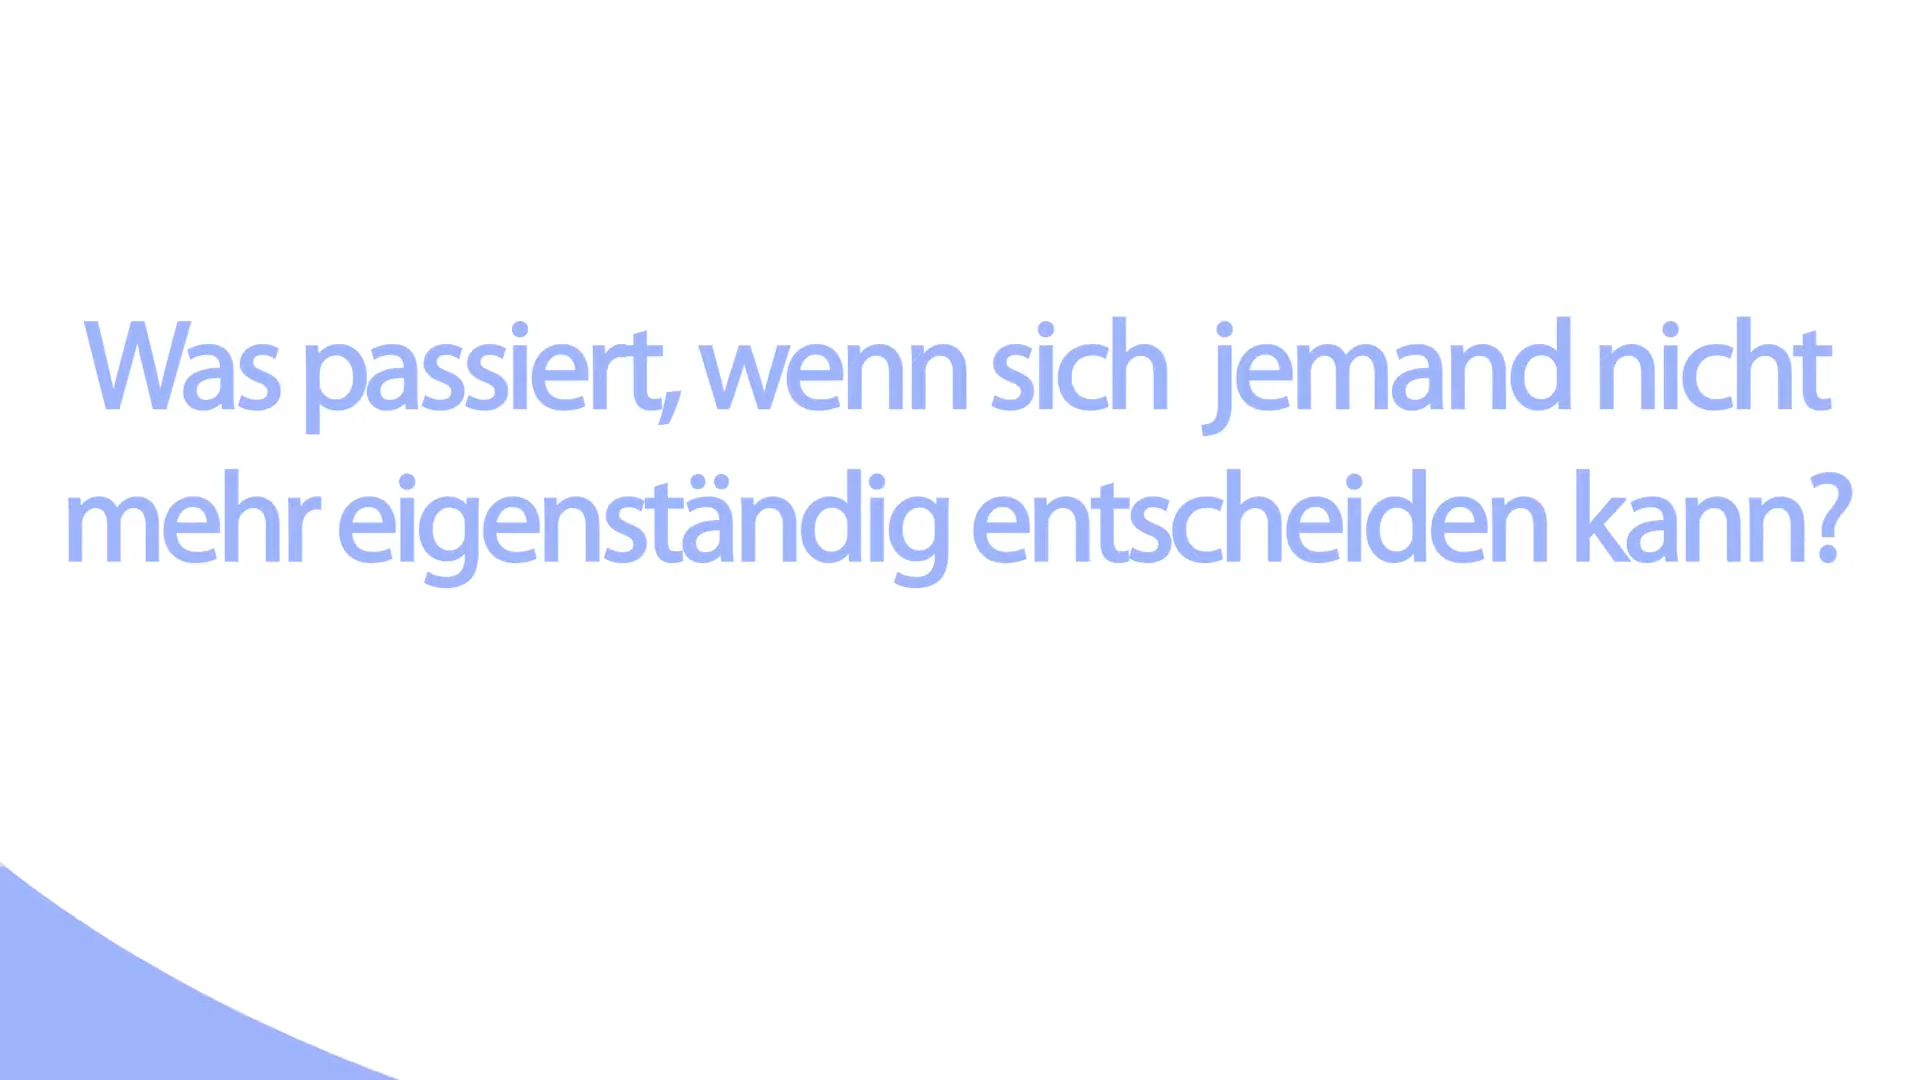 Was passiert, wenn sich jemand nicht
mehr eigenständig entscheiden kann?